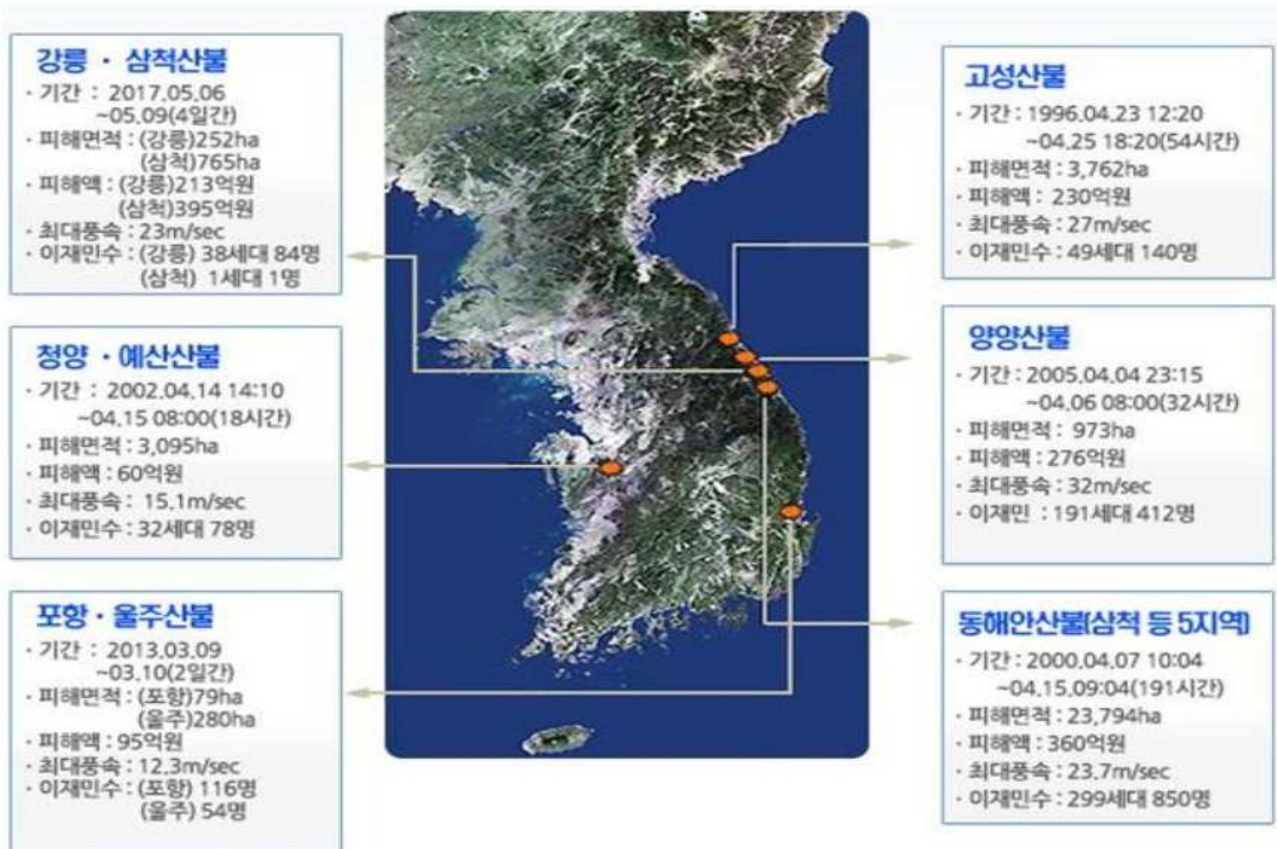 강릉 · 삼척산불
· 기간 : 2017.05.06
~05.09(4일간)
· 피해면적 : (강릉)252ha
(삼척)765ha
· 피해액 : (강릉)213억원
(삼척)395억원
· 최대풍속 : 23m/sec
· 이재민수 : (강릉) 38세대 84명
(삼척) 1세대 1명
청양 · 예산산불
· 기간 : 2002.04.14 14:10
~04.15 08:00(18시간)
· 피해면적 : 3,095ha
· 피해액 : 60억원
· 최대풍속 : 15.1m/sec
· 이재민수 : 32세대 78명
포항 · 울주산불
· 기간 : 2013.03.09
~03.10(2일간)
· 피해면적 : (포항)79ha
(울주)280ha
· 피해액 : 95억원
· 최대풍속 : 12.3m/sec
· 이재민수 : (포항) 116명
(울주) 54명
고성산불
· 기간 : 1996.04.23 12:20
~04.25 18:20(54시간)
· 피해면적 : 3,762ha
· 피해액 : 230억원
· 최대풍속 : 27m/sec
· 이재민수 : 49세대 140명
양양산불
· 기간 : 2005.04.04 23:15
~04.06 08:00(32시간)
· 피해면적 : 973ha
· 피해액 : 276억원
· 최대풍속 : 32m/sec
· 이재민 : 191세대 412명
동해안산불(삼척 등 5지역)
· 기간 : 2000.04.07 10:04
~04.15.09:04(191시간)
· 피해면적 : 23,794ha
· 피해액 : 360억원
· 최대풍속 : 23.7m/sec
· 이재민수 : 299세대 850명